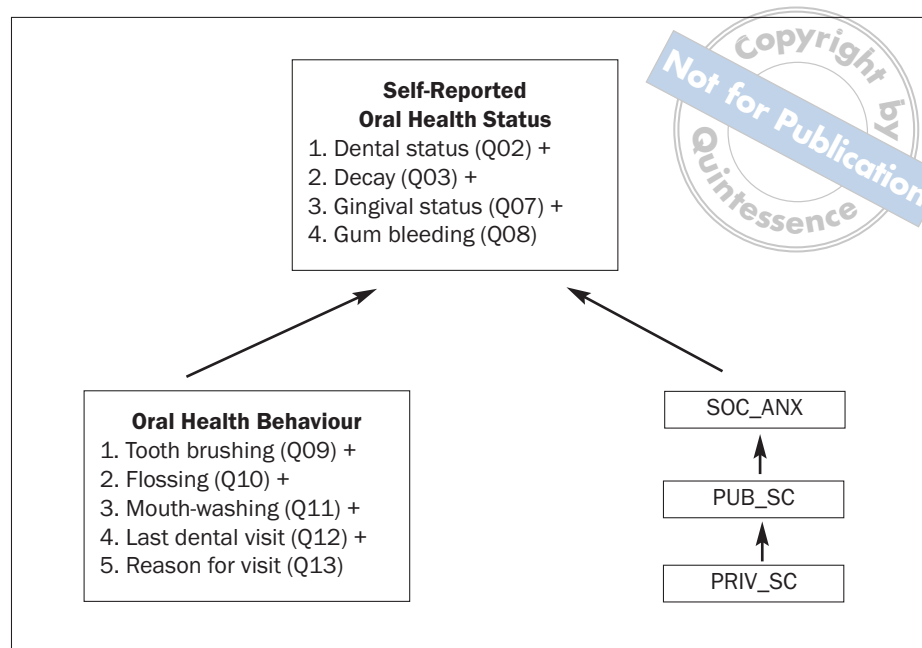 Copyright by
Not for Publication
Quintessence
Self-Reported
Oral Health Status
1. Dental status (Q02) +
2. Decay (Q03) +
3. Gingival status (Q07) +
4. Gum bleeding (Q08)
Oral Health Behaviour
1. Tooth brushing (Q09) +
2. Flossing (Q10) +
3. Mouth-washing (Q11) +
4. Last dental visit (Q12) +
5. Reason for visit (Q13)
SOC_ANX
PUB_SC
PRIV_SC